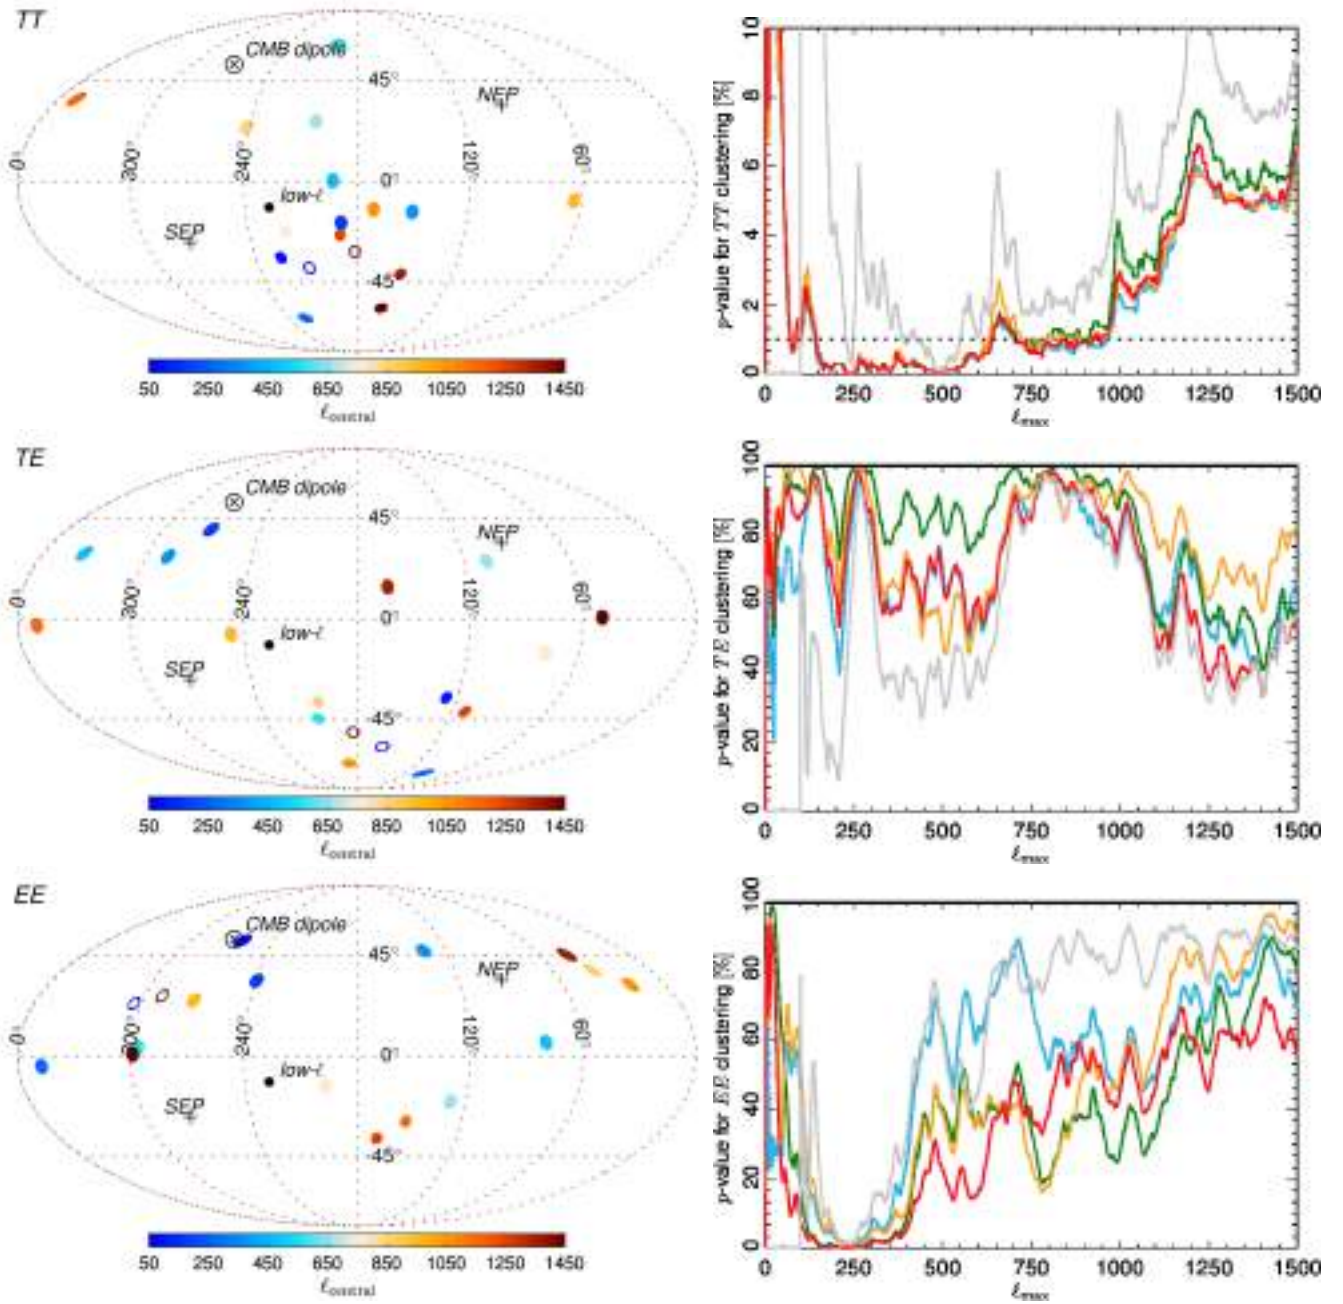 TT
CMB dipole
45°
NEP
0°
200°
240°
120°
60°
0°
low-ℓ
SEP
-45°
50 250 450 650 850 1050 1250 1450
ℓcentral
10
8
6
4
2
0
p-value for TT clustering [%]
0 250 500 750 1000 1250 1500
ℓmax
TE
CMB dipole
45°
NEP
0°
200°
240°
120°
60°
0°
low-ℓ
SEP
-45°
50 250 450 650 850 1050 1250 1450
ℓcentral
100
80
60
40
20
0
p-value for TE clustering [%]
0 250 500 750 1000 1250 1500
ℓmax
EE
CMB dipole
45°
NEP
0°
200°
240°
120°
60°
0°
low-ℓ
SEP
-45°
50 250 450 650 850 1050 1250 1450
ℓcentral
100
80
60
40
20
0
p-value for EE clustering [%]
0 250 500 750 1000 1250 1500
ℓmax